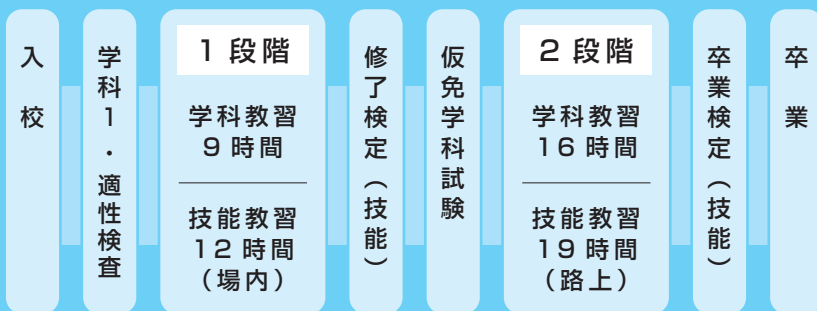 入校
学科1・適性検査
1段階
学科教習
9時間
技能教習
12時間
(場内)
修了検定(技能)
仮免学科試験
2段階
学科教習
16時間
技能教習
19時間
(路上)
卒業検定(技能)
卒業